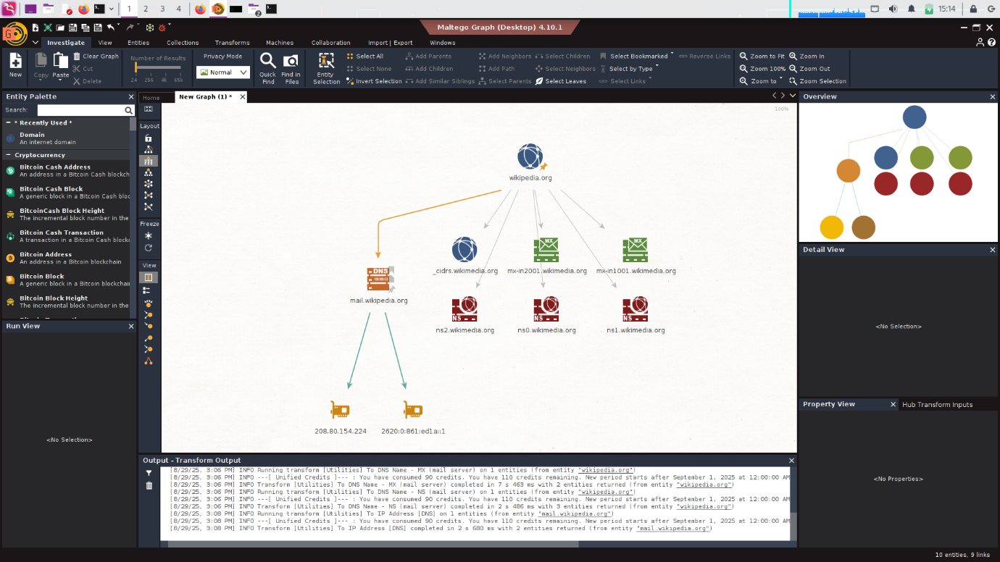 1 2 3 4
2
15:14
Maltego Graph (Desktop) 4.10.1
Investigate View Entities Collections Transforms Machines Collaboration Import | Export Windows
New
Copy
Paste
Clear Graph
Cut
Delete
Number of Results
24 256 4k 65k
Privacy Mode
Normal
Quick Find
Find in Files
Entity Selection
Select All
Select None
Invert Selection
Add Parents
Add Children
Add Similar Siblings
Add Neighbors
Add Path
Select Parents
Select Children
Select Neighbors
Select Leaves
Select Bookmarked
Select by Type
Select Links
Reverse Links
Zoom to Fit
Zoom 100%
Zoom to
Zoom In
Zoom Out
Zoom Selection
Entity Palette
Search:
* Recently Used *
Domain
An internet domain
Cryptocurrency
Bitcoin Cash Address
An address in a Bitcoin Cash blockch
Bitcoin Cash Block
A generic block in a Bitcoin Cash bloc
BitcoinCash Block Height
The incremental block number in the
Bitcoin Cash Transaction
A transaction in a Bitcoin Cash blockc
Bitcoin Address
An address in a Bitcoin blockchain
Bitcoin Block
A generic block in a Bitcoin blockchain
Bitcoin Block Height
The incremental block number in the
Run View
<No Selection>
Home
New Graph (1) *
Layout
Freeze
View
100%
wikipedia.org
DNS
mail.wikipedia.org
_cidrs.wikimedia.org
MX
mx-in2001.wikimedia.org
MX
mx-in1001.wikimedia.org
NS
ns2.wikimedia.org
NS
ns0.wikimedia.org
NS
ns1.wikimedia.org
208.80.154.224
2620:0:861:ed1a::1
Output - Transform Output
[8/29/25, 3:06 PM] INFO Running transform [Utilities] To DNS Name - MX (mail server) on 1 entities (from entity "wikipedia.org")
[8/29/25, 3:06 PM] INFO ---[ Unified Credits ]--- : You have consumed 90 credits. You have 110 credits remaining. New period starts after September 1, 2025 at 12:00:00 AM
[8/29/25, 3:06 PM] INFO Transform [Utilities] To DNS Name - MX (mail server) completed in 7 s 463 ms with 2 entities returned (from entity "wikipedia.org")
[8/29/25, 3:06 PM] INFO Running transform [Utilities] To DNS Name - NS (mail server) on 1 entities (from entity "wikipedia.org")
[8/29/25, 3:06 PM] INFO ---[ Unified Credits ]--- : You have consumed 90 credits. You have 110 credits remaining. New period starts after September 1, 2025 at 12:00:00 AM
[8/29/25, 3:06 PM] INFO Transform [Utilities] To DNS Name - NS (mail server) completed in 2 s 486 ms with 3 entities returned (from entity "wikipedia.org")
[8/29/25, 3:08 PM] INFO Running transform [Utilities] To IP Address [DNS] on 1 entities (from entity "mail.wikipedia.org")
[8/29/25, 3:08 PM] INFO ---[ Unified Credits ]--- : You have consumed 90 credits. You have 110 credits remaining. New period starts after September 1, 2025 at 12:00:00 AM
[8/29/25, 3:08 PM] INFO Transform [Utilities] To IP Address [DNS] completed in 2 s 680 ms with 2 entities returned (from entity "mail.wikipedia.org")
Overview
Detail View
<No Selection>
Property View
Hub Transform Inputs
<No Properties>
10 entities, 9 links